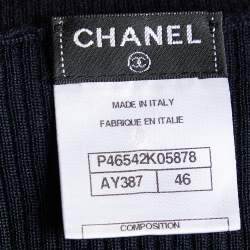 CHANEL
MADE IN ITALY
FABRIQUE EN ITALIE
P46542K05878
AY387 46
COMPOSITION